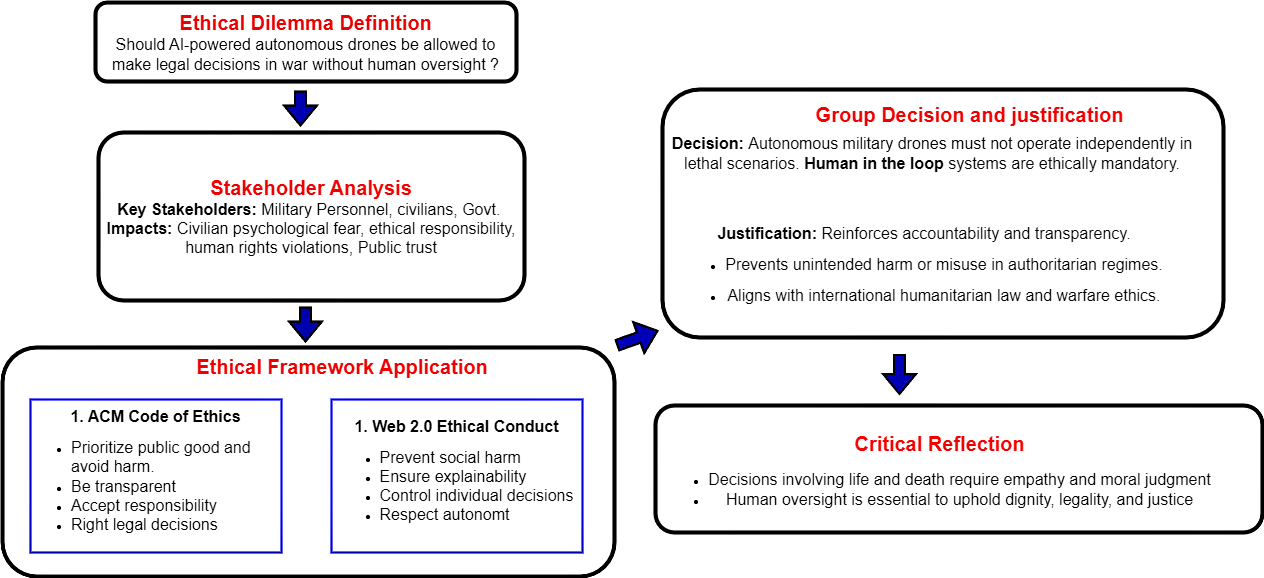 Ethical Dilemma Definition
Should AI-powered autonomous drones be allowed to
make legal decisions in war without human oversight ?
Stakeholder Analysis
Key Stakeholders: Military Personnel, civilians, Govt.
Impacts: Civilian psychological fear, ethical responsibility,
human rights violations, Public trust
Ethical Framework Application
1. ACM Code of Ethics
• Prioritize public good and
avoid harm.
• Be transparent
• Accept responsibility
• Right legal decisions
1. Web 2.0 Ethical Conduct
• Prevent social harm
• Ensure explainability
• Control individual decisions
• Respect autonomt
Group Decision and justification
Decision: Autonomous military drones must not operate independently in
lethal scenarios. Human in the loop systems are ethically mandatory.
Justification: Reinforces accountability and transparency.
• Prevents unintended harm or misuse in authoritarian regimes.
• Aligns with international humanitarian law and warfare ethics.
Critical Reflection
• Decisions involving life and death require empathy and moral judgment
• Human oversight is essential to uphold dignity, legality, and justice